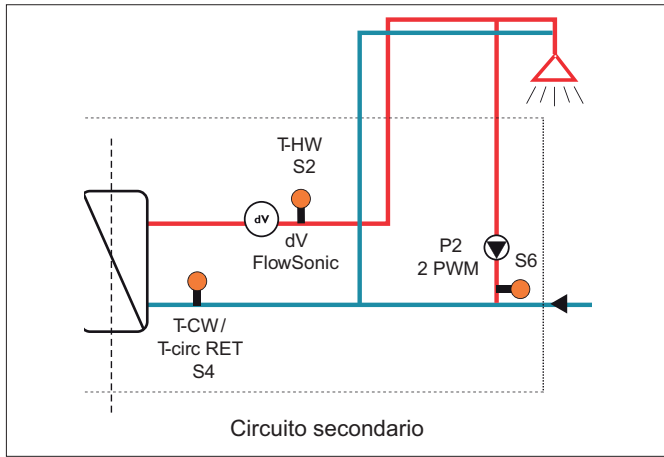 T-HW
S2
dV
dV
FlowSonic
P2
2 PWM
S6
T-CW/
T-circ RET
S4
Circuito secondario